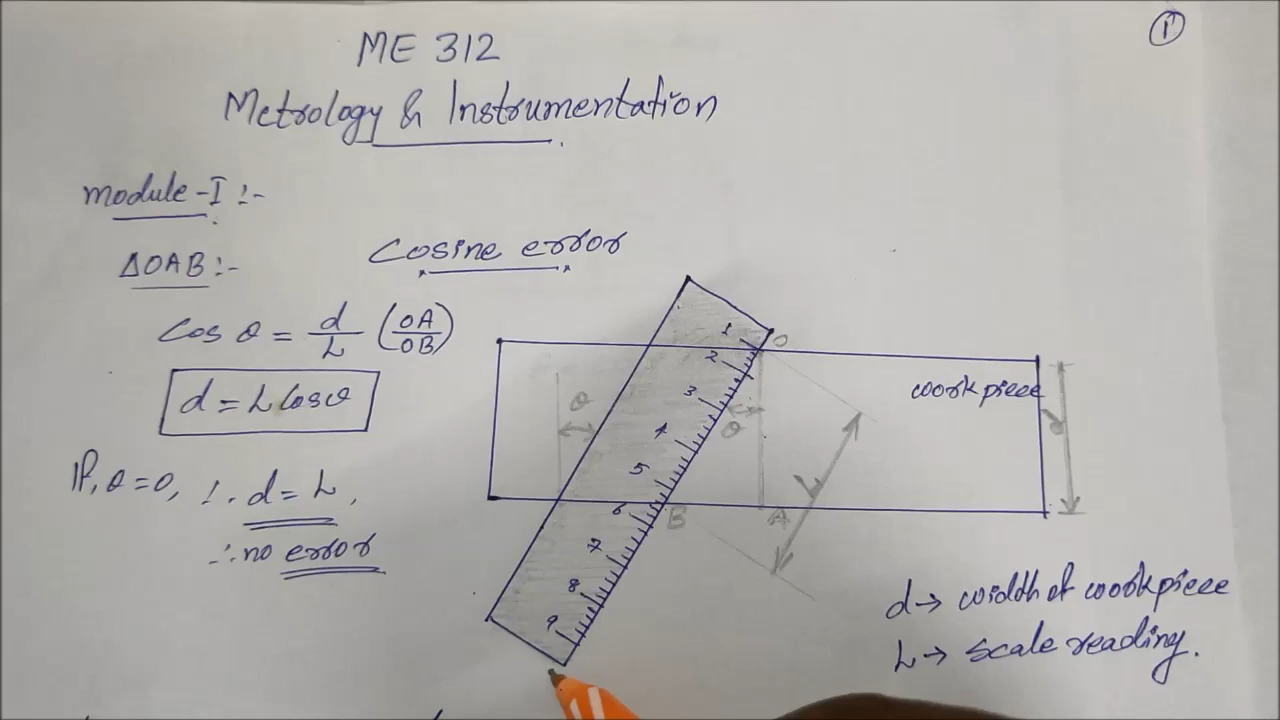 1
ME 312
Metrology & Instrumentation
Module-I :-
ΔOAB :-
Cosine error
Cos θ = d/L (OA/OB)
d = L Cosθ
If, θ=0, ∴ d = L,
∴ no error
1
2
3
4
5
6
7
8
9
O
θ
θ
workpiece
d
L
B
A
d → width of workpiece
L → scale reading.